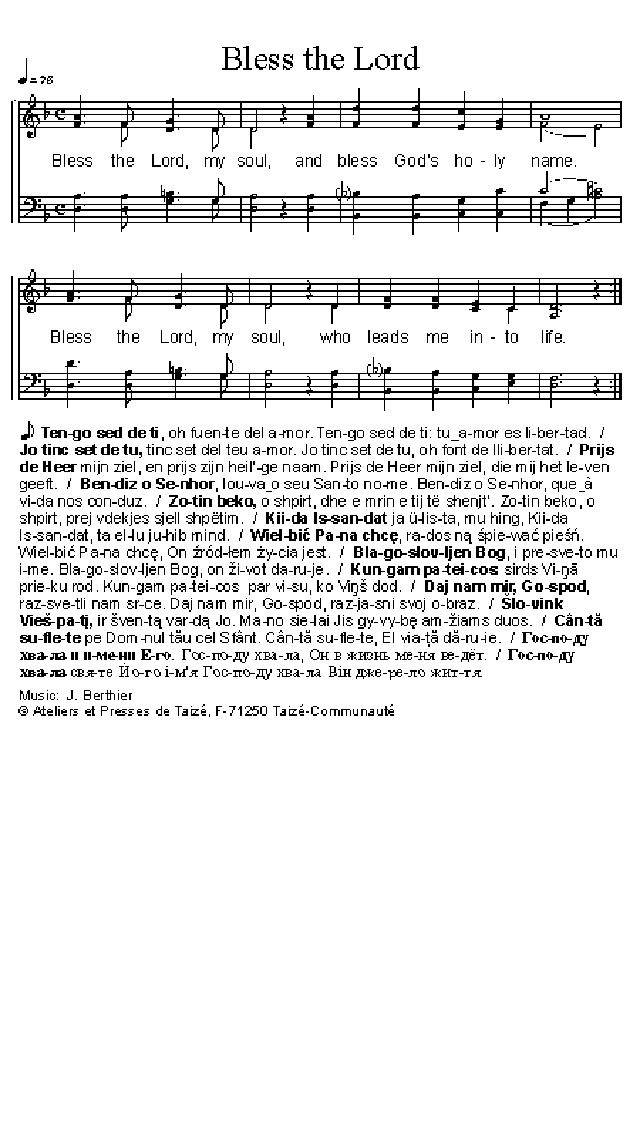 Bless the Lord
= 76
Bless the Lord, my soul, and bless God's ho - ly name.
Bless the Lord, my soul, who leads me in - to life.
Ten-go sed de ti, oh fuen-te del a-mor. Ten-go sed de ti: tu_a-mor es li-ber-tad. /
Jo tinc set de tu, tinc set del teu a-mor. Jo tinc set de tu, oh font de lli-ber-tat. / Prijs
de Heer mijn ziel, en prijs zijn heil'-ge naam. Prijs de Heer mijn ziel, die mij het le-ven
geeft. / Ben-diz o Se-nhor, lou-va_o seu San-to no-me. Ben-diz o Se-nhor, que_à
vi-da nos con-duz. / Zo-tin beko, o shpirt, dhe e mrin e tij të shenjt'. Zo-tin beko, o
shpirt, prej vdekjes sjell shpëtim. / Kii-da Is-san-dat ja ü-lis-ta, mu hing, Kii-da
Is-san-dat, ta el-lu ju-hib mind. / Wiel-bić Pa-na chcę, ra-dos ną śpie-wać pieśń.
Wiel-bić Pa-na chcę, On źród-łem ży-cia jest. / Bla-go-slov-ljen Bog, i pre-sve-to mu
i-me. Bla-go-slov-ljen Bog, on ži-vot da-ru-je. / Kun-gam pa-tei-cos: sirds Vi-ņā
prie-ku rod. Kun-gam pa-tei-cos par vi-su, ko Viņš dod. / Daj nam mir, Go-spod,
raz-sve-tli nam sr-ce. Daj nam mir, Go-spod, raz-ja-sni svoj o-braz. / Šlo-vink
Vieš-pa-tį, ir šven-tą var-dą Jo. Ma-no sie-lai Jis gy-vy-bę am-žiams duos. / Cân-tă
su-fle-te pe Dom-nul tău cel Sfânt. Cân-tă su-fle-te, El via-ță dă-ru-ie. / Гос-по-ду
хва-ла и и-ме-ни Е-го. Гос-по-ду хва-ла, Он в жизнь ме-ня ве-дёт. / Гос-по-ду
хва-ла свя-те Йо-го і-м'я Гос-по-ду хва-ла Він дже-ре-ло жит-тя
Music: J. Berthier
© Ateliers et Presses de Taizé, F-71250 Taizé-Communauté